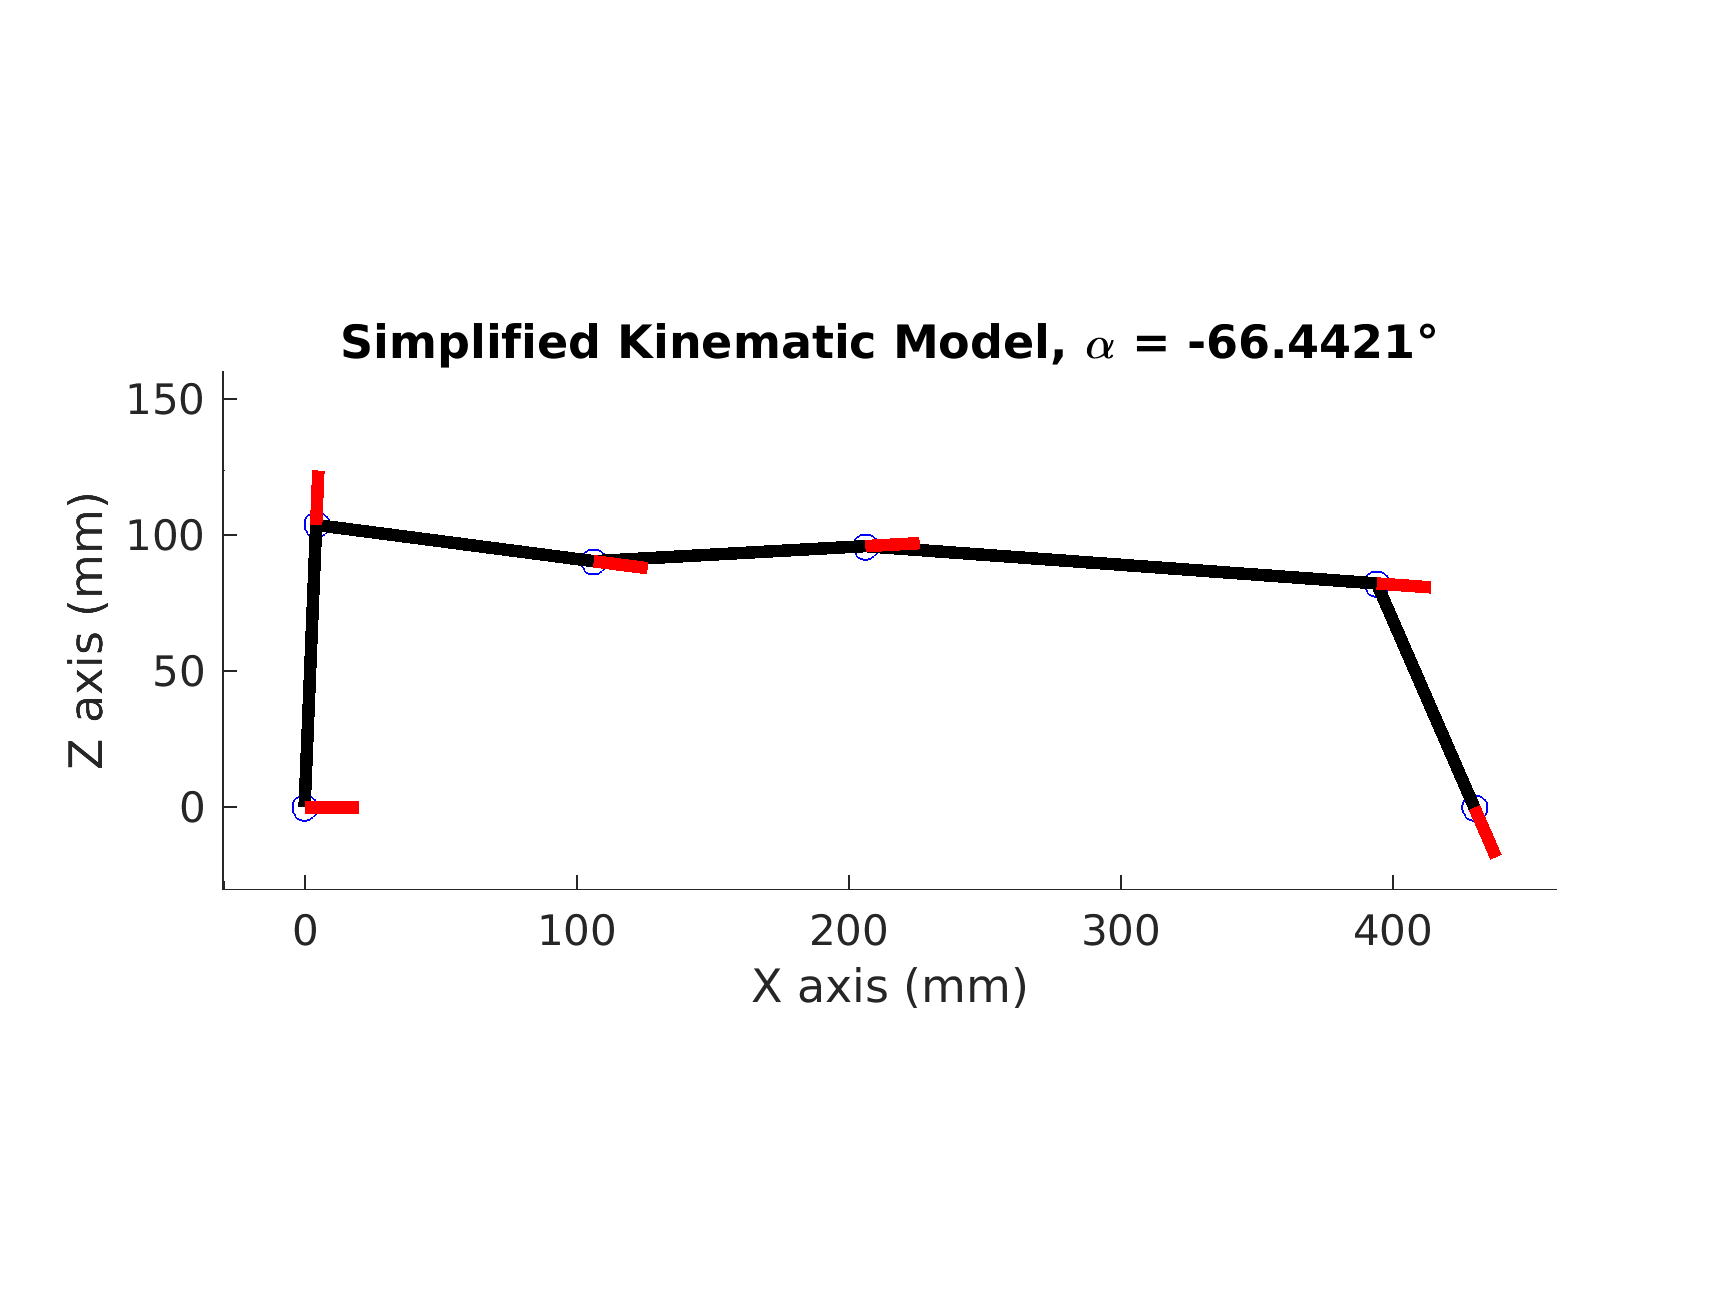 Simplified Kinematic Model, α = -66.4421°
150
100
50
0
Z axis (mm)
0 100 200 300 400
X axis (mm)